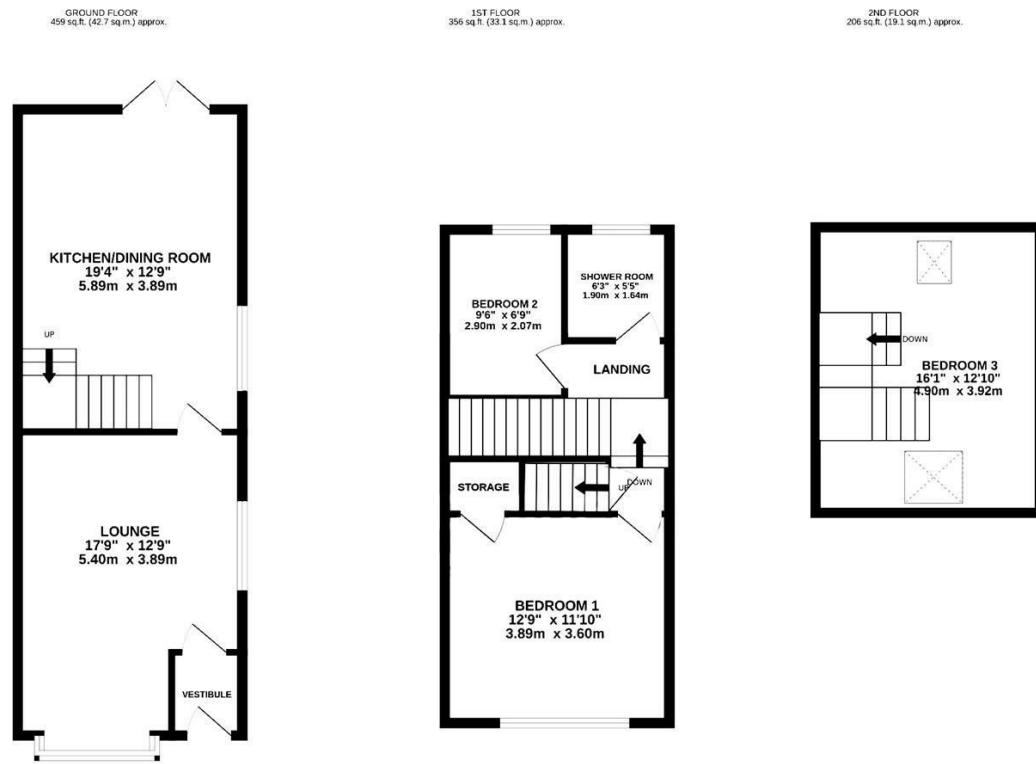 GROUND FLOOR
459 sq.ft. (42.7 sq.m.) approx.
1ST FLOOR
356 sq.ft. (33.1 sq.m.) approx.
2ND FLOOR
206 sq.ft. (19.1 sq.m.) approx.
KITCHEN/DINING ROOM
19'4" x 12'9"
5.89m x 3.89m
UP
LOUNGE
17'9" x 12'9"
5.40m x 3.89m
VESTIBULE
BEDROOM 2
9'6" x 6'9"
2.90m x 2.07m
SHOWER ROOM
6'3" x 5'5"
1.90m x 1.64m
LANDING
STORAGE
UP
DOWN
BEDROOM 1
12'9" x 11'10"
3.89m x 3.60m
DOWN
BEDROOM 3
16'1" x 12'10"
4.90m x 3.92m